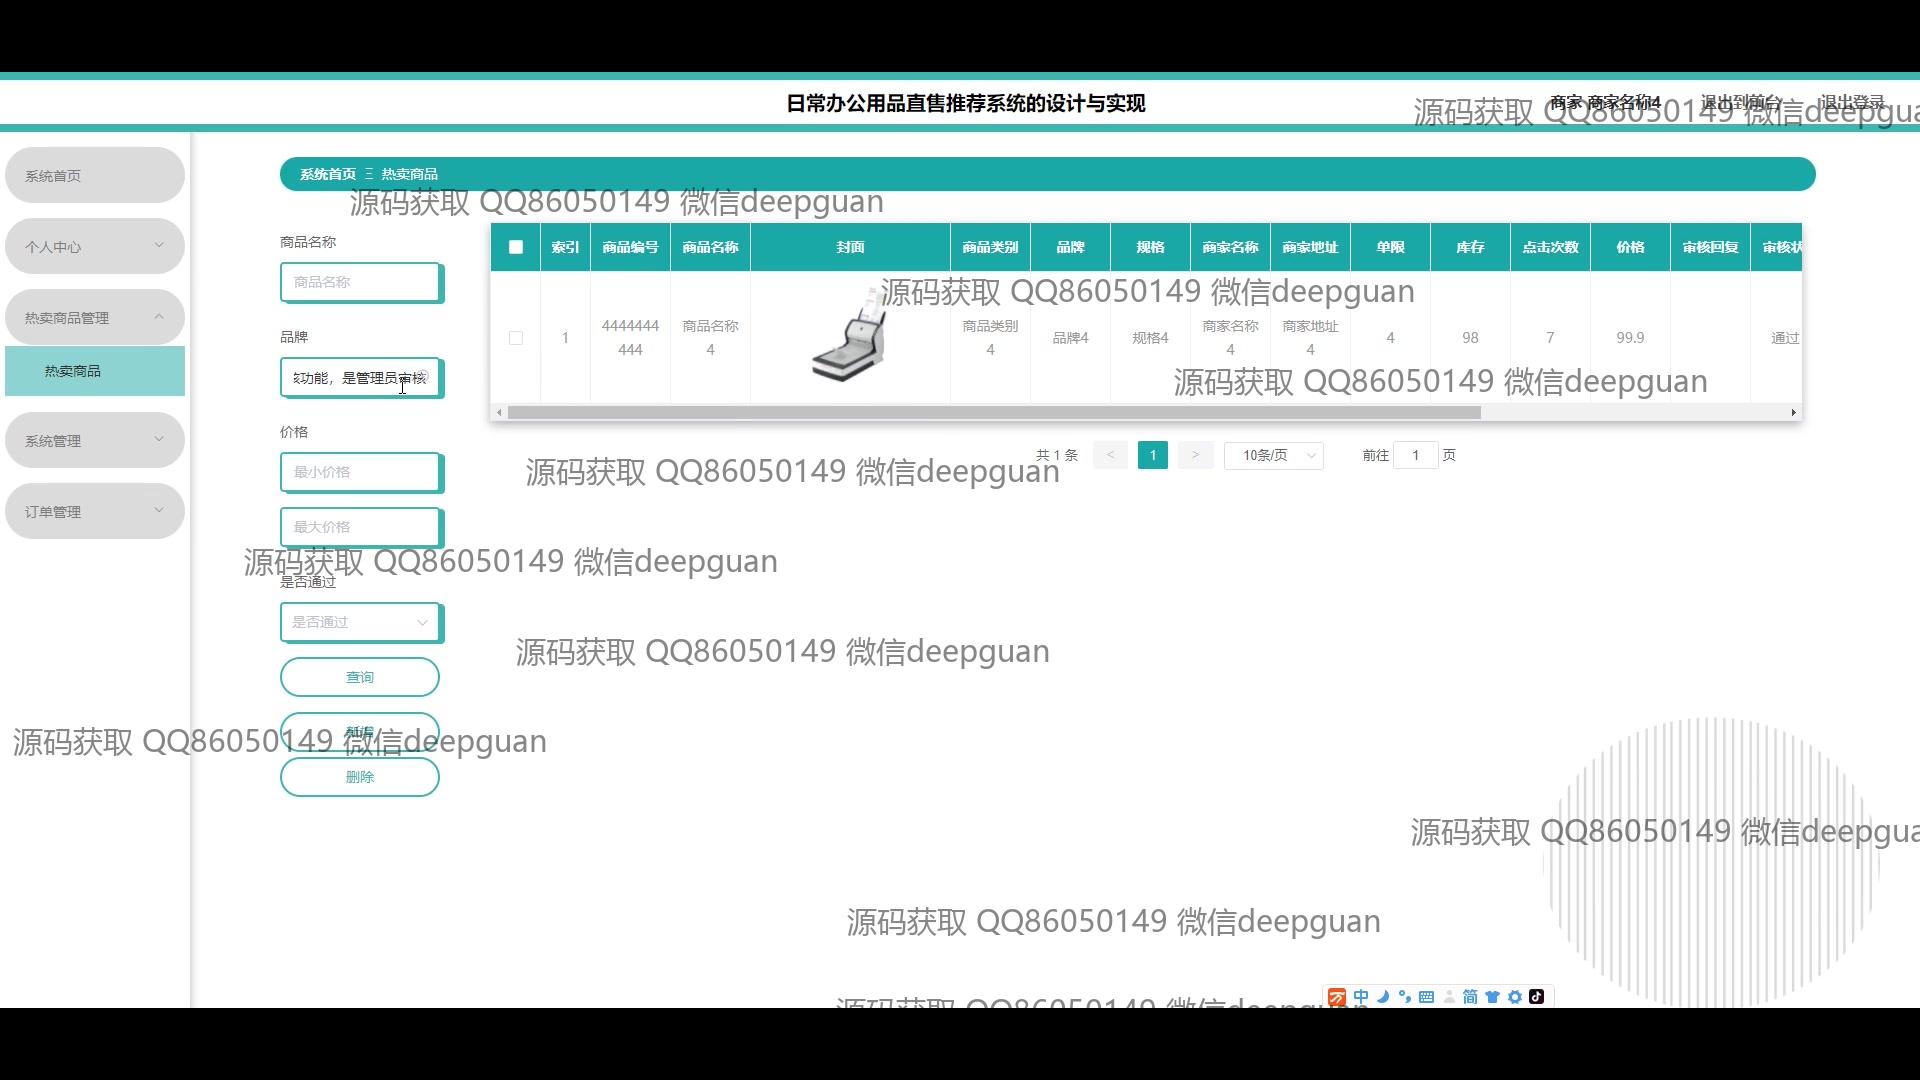 日常办公用品直售推荐系统的设计与实现
商家 商家名称4
退出到前台
退出登录
源码获取 QQ86050149 微信deepgua
系统首页
个人中心
热卖商品管理
热卖商品
系统管理
订单管理
系统首页 Ξ 热卖商品
源码获取 QQ86050149 微信deepguan
商品名称
商品名称
品牌
功能，是管理员审核
价格
最小价格
最大价格
源码获取 QQ86050149 微信deepguan
是否通过
是否通过
查询
新增
源码获取 QQ86050149 微信deepguan
删除
索引 商品编号 商品名称 封面 商品类别 品牌 规格 商家名称 商家地址 单限 库存 点击次数 价格 审核回复 审核状
源码获取 QQ86050149 微信deepguan
1 4444444444 商品名称4 商品类别4 品牌4 规格4 商家名称4 商家地址4 4 98 7 99.9 通过
源码获取 QQ86050149 微信deepguan
共 1 条 < 1 > 10条/页 前往 1 页
源码获取 QQ86050149 微信deepguan
源码获取 QQ86050149 微信deepguan
源码获取 QQ86050149 微信deepgua
源码获取 QQ86050149 微信deepguan
源码获取 QQ86050149 微信deepguan
中 简